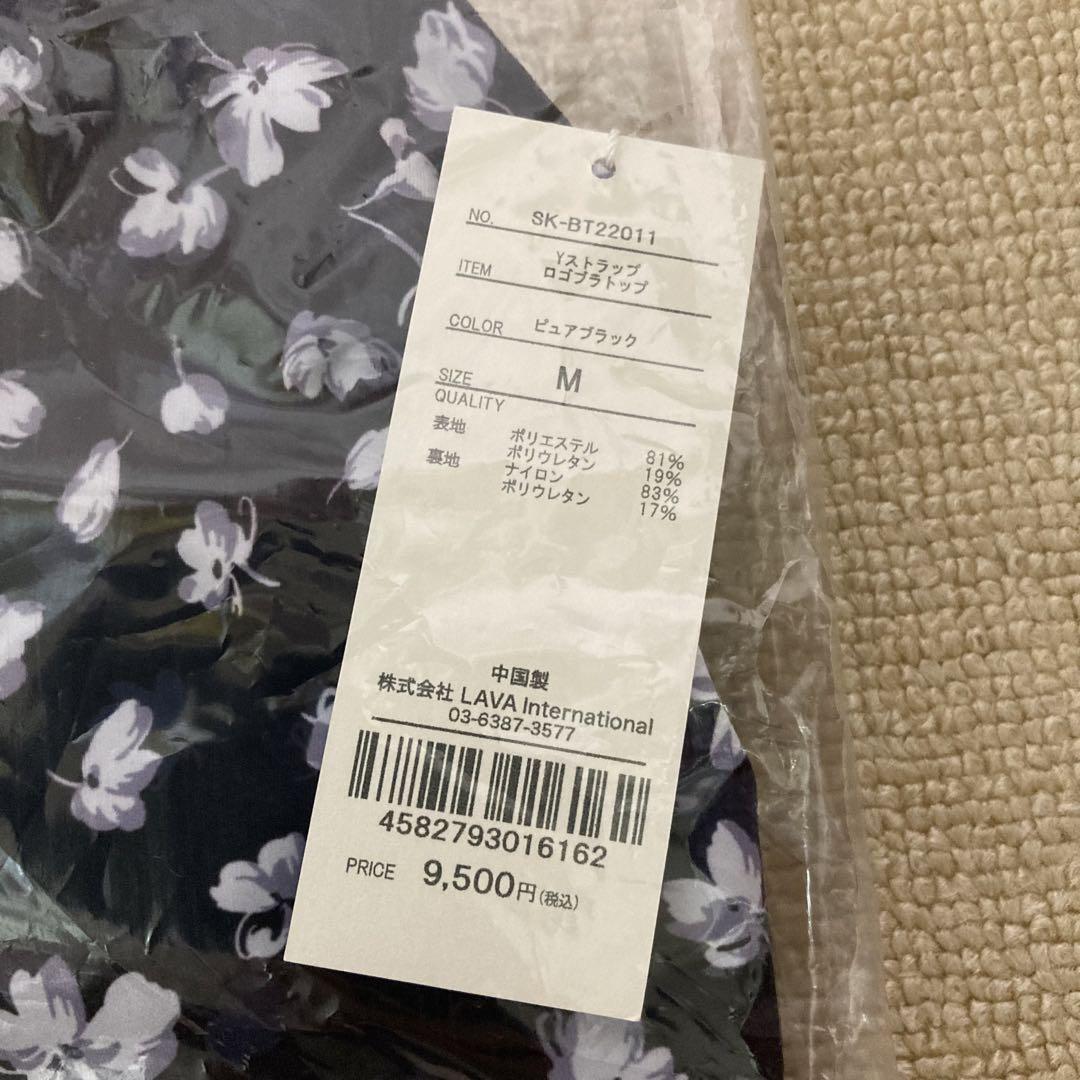 NO. SK-BT22011
ITEM Yストラップ
ロゴブラトップ
COLOR ピュアブラック
SIZE M
QUALITY
表地 ポリエステル 81%
ポリウレタン 19%
裏地 ナイロン 83%
ポリウレタン 17%
中国製
株式会社 LAVA International
03-6387-3577
4582793016162
PRICE 9,500円(税込)